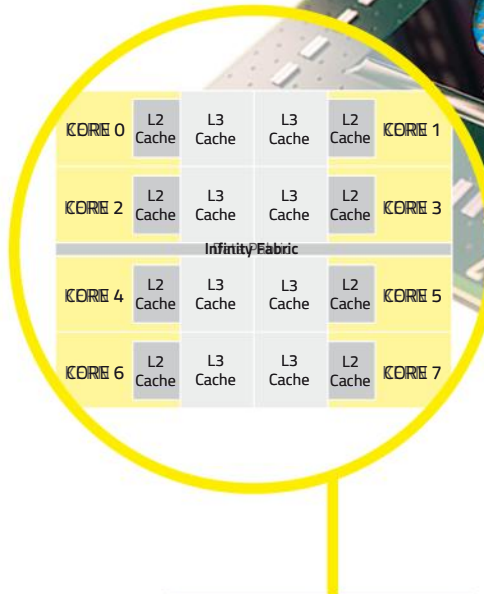 CORE 0
L2
Cache
L3
Cache
L3
Cache
L2
Cache
CORE 1
CORE 2
L2
Cache
L3
Cache
L3
Cache
L2
Cache
CORE 3
Infinity Fabric
CORE 4
L2
Cache
L3
Cache
L3
Cache
L2
Cache
CORE 5
CORE 6
L2
Cache
L3
Cache
L3
Cache
L2
Cache
CORE 7